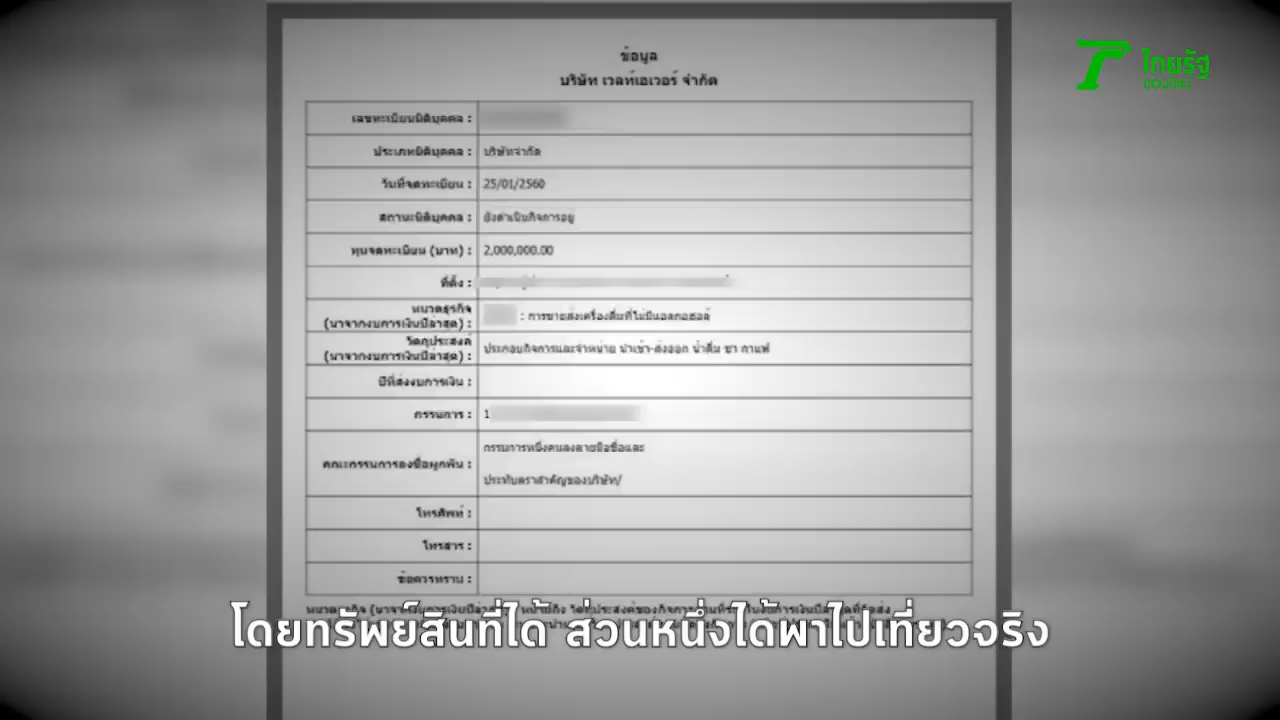 ไทยรัฐ
ออนไลน์
ข้อมูล
บริษัท เวลท์เอเวอร์ จำกัด
เลขทะเบียนนิติบุคคล :
ประเภทนิติบุคคล : บริษัทจำกัด
วันที่จดทะเบียน : 25/01/2560
สถานะนิติบุคคล : ยังดำเนินกิจการอยู่
ทุนจดทะเบียน (บาท) : 2,000,000.00
ที่ตั้ง :
หมวดธุรกิจ
(มาจากงบการเงินปีล่าสุด) : : การขายส่งเครื่องดื่มที่ไม่มีแอลกอฮอล์
วัตถุประสงค์
(มาจากงบการเงินปีล่าสุด) : ประกอบกิจการและจำหน่าย นำเข้า-ส่งออก น้ำดื่ม ชา กาแฟ
ปีที่ส่งงบการเงิน :
กรรมการ : 1
คณะกรรมการลงชื่อผูกพัน : กรรมการหนึ่งคนลงลายมือชื่อและ
ประทับตราสำคัญของบริษัท/
โทรศัพท์ :
โทรสาร :
ข้อควรทราบ :
โดยทรัพย์สินที่ได้ ส่วนหนึ่งได้พาไปเที่ยวจริง